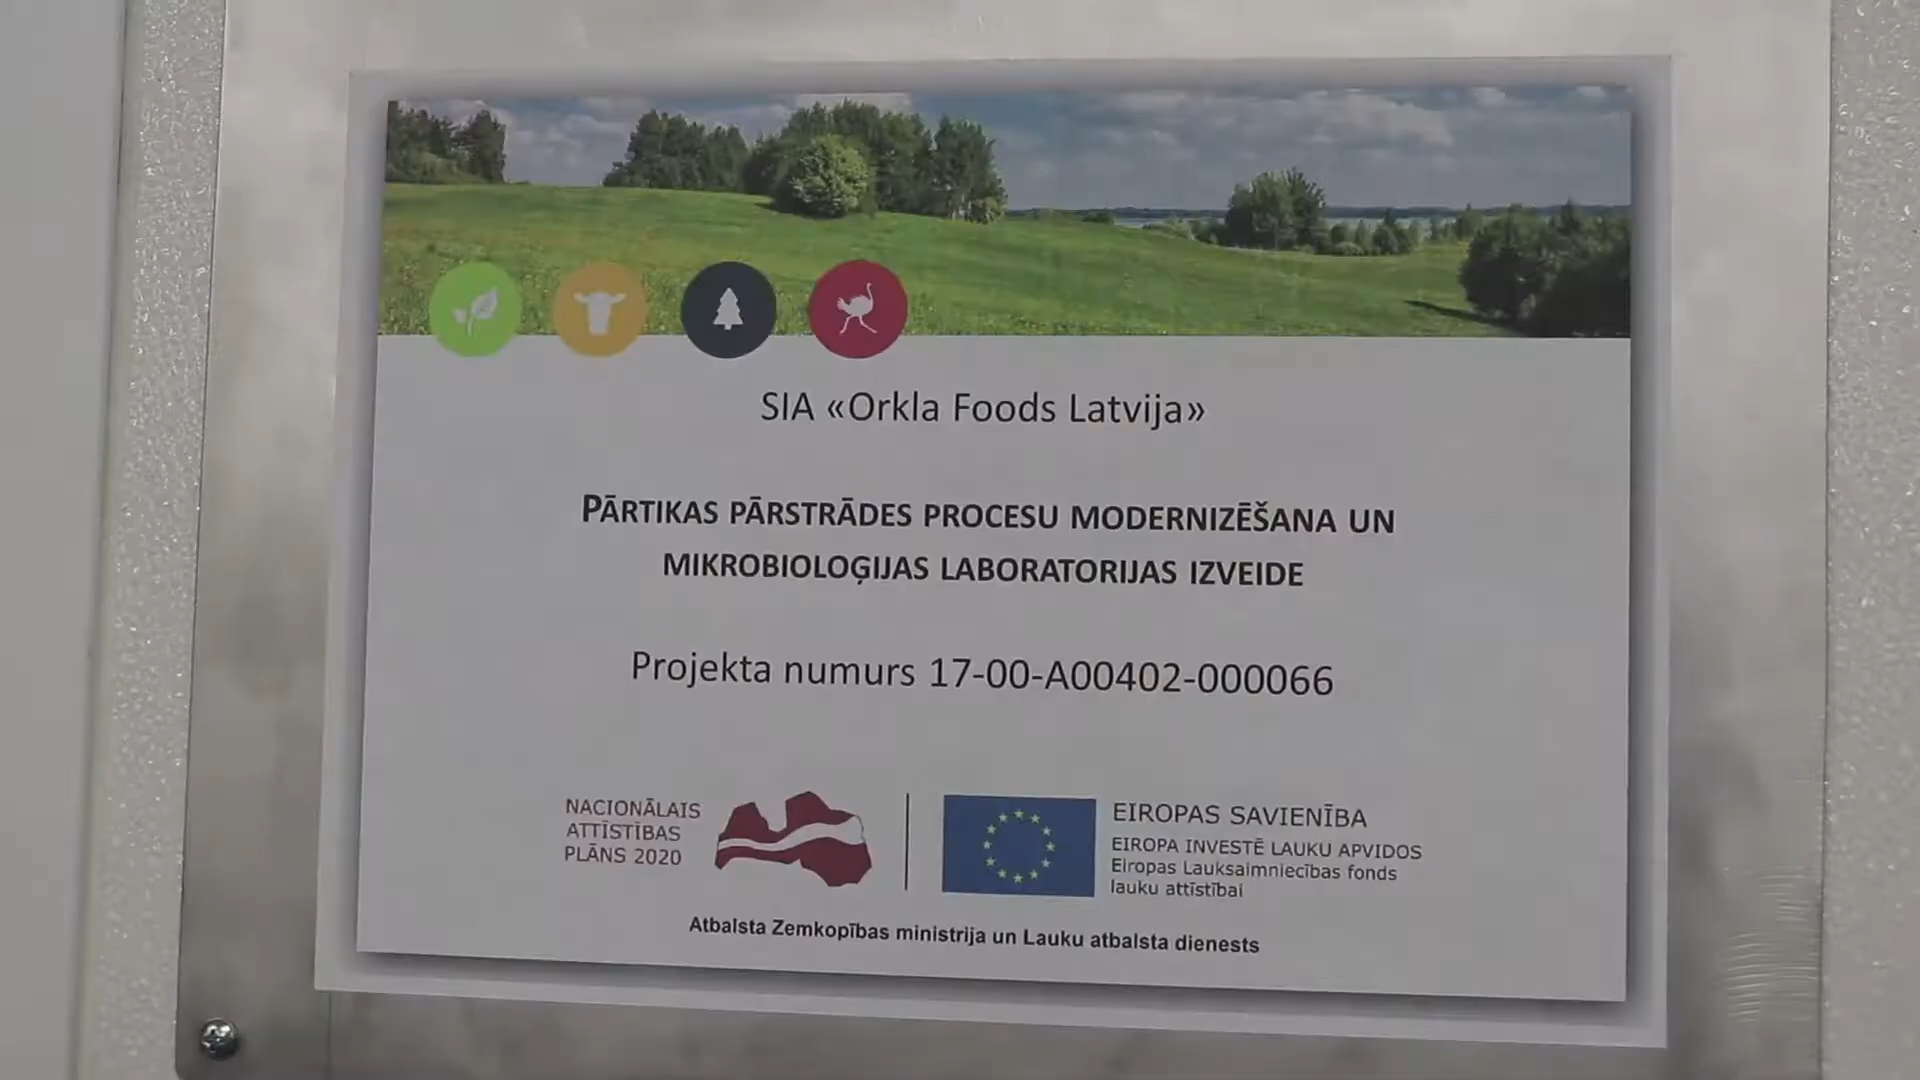 SIA «Orkla Foods Latvija»
PĀRTIKAS PĀRSTRĀDES PROCESU MODERNIZĒŠANA UN
MIKROBIOLOĢIJAS LABORATORIJAS IZVEIDE
Projekta numurs 17-00-A00402-000066
NACIONĀLAIS
ATTĪSTĪBAS
PLĀNS 2020
EIROPAS SAVIENĪBA
EIROPA INVESTĒ LAUKU APVIDOS
Eiropas Lauksaimniecības fonds
lauku attīstībai
Atbalsta Zemkopības ministrija un Lauku atbalsta dienests